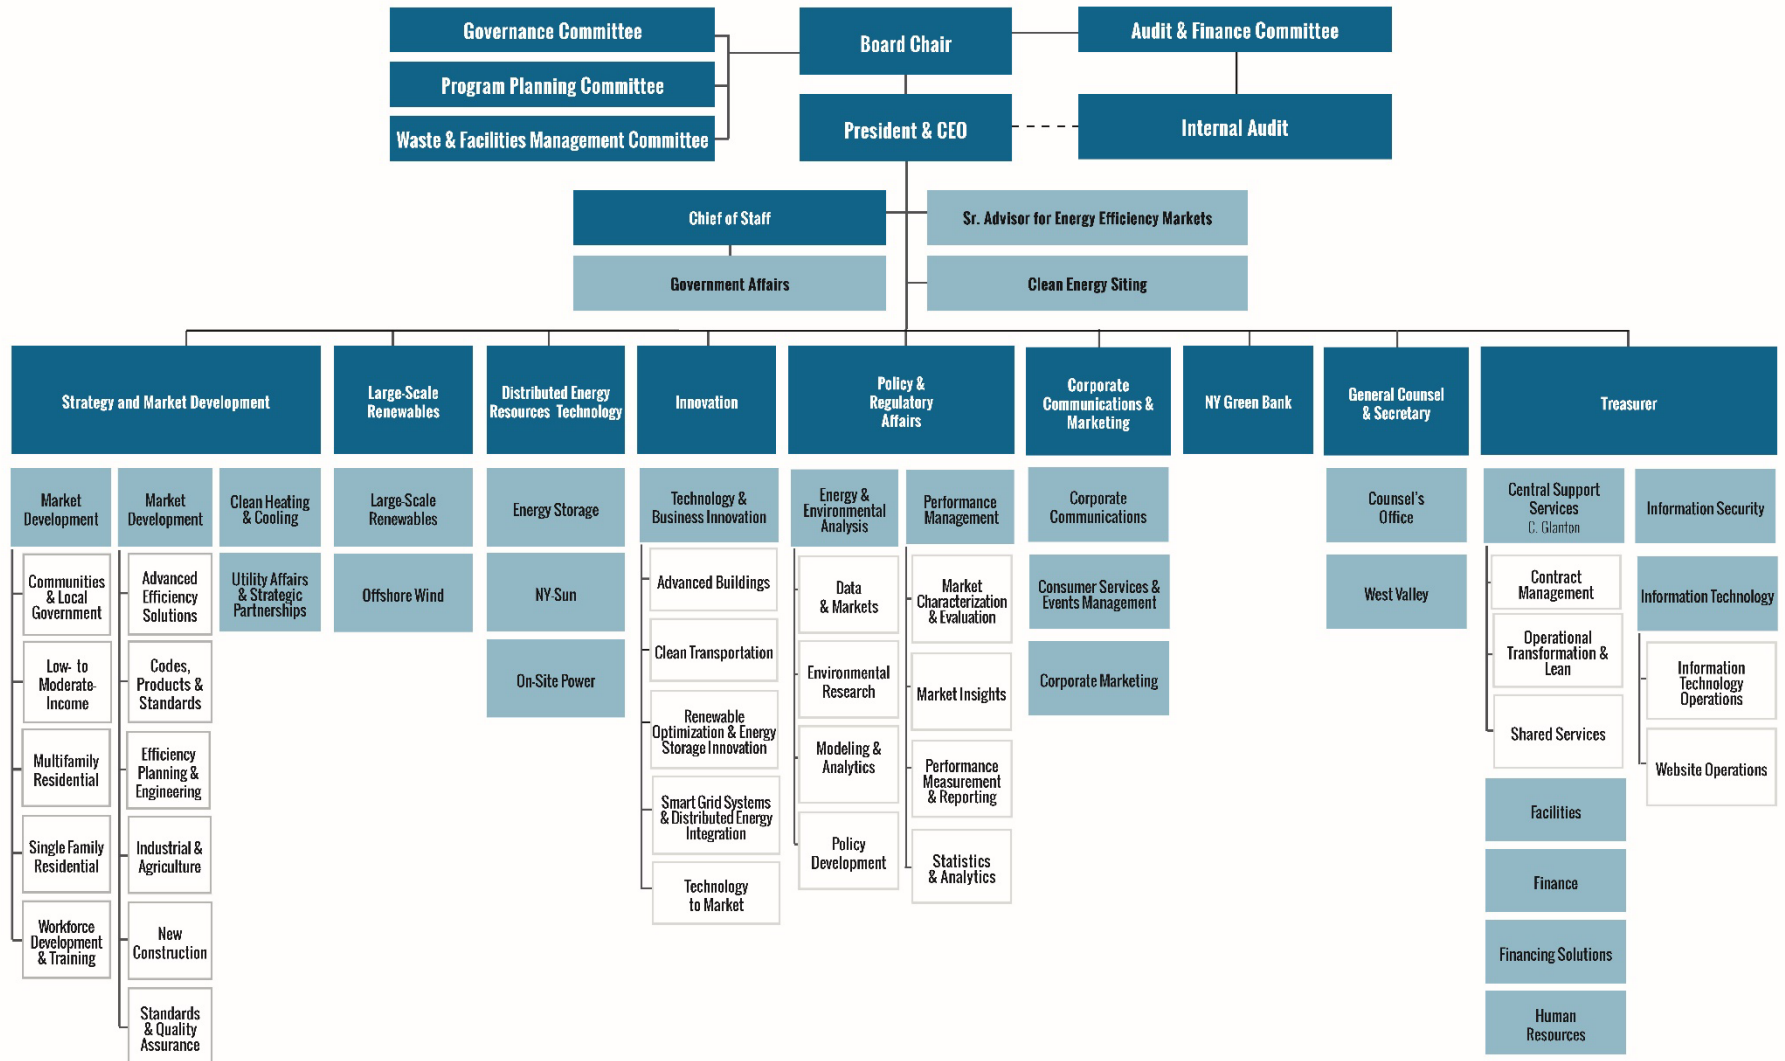 Governance Committee
Program Planning Committee
Waste & Facilities Management Committee
Board Chair
President & CEO
Audit & Finance Committee
Internal Audit
Chief of Staff
Sr. Advisor for Energy Efficiency Markets
Government Affairs
Clean Energy Siting
Strategy and Market Development
Large-Scale
Renewables
Distributed Energy
Resources Technology
Innovation
Policy &
Regulatory
Affairs
Corporate
Communications &
Marketing
NY Green Bank
General Counsel
& Secretary
Treasurer
Market
Development
Communities
& Local
Government
Low- to
Moderate-
Income
Multifamily
Residential
Single Family
Residential
Workforce
Development
& Training
Market
Development
Advanced
Efficiency
Solutions
Codes,
Products &
Standards
Efficiency
Planning &
Engineering
Industrial &
Agriculture
New
Construction
Standards
& Quality
Assurance
Clean Heating
& Cooling
Utility Affairs
& Strategic
Partnerships
Large-Scale
Renewables
Offshore Wind
Energy Storage
NY-Sun
On-Site Power
Technology &
Business Innovation
Advanced Buildings
Clean Transportation
Renewable
Optimization & Energy
Storage Innovation
Smart Grid Systems
& Distributed Energy
Integration
Technology
to Market
Energy &
Environmental
Analysis
Data
& Markets
Environmental
Research
Modeling &
Analytics
Policy
Development
Performance
Management
Market
Characterization
& Evaluation
Market Insights
Performance
Measurement
& Reporting
Statistics
& Analytics
Corporate
Communications
Consumer Services &
Events Management
Corporate Marketing
Counsel's
Office
West Valley
Central Support
Services
C. Glanton
Contract
Management
Operational
Transformation &
Lean
Shared Services
Facilities
Finance
Financing Solutions
Human
Resources
Information Security
Information Technology
Information
Technology
Operations
Website Operations